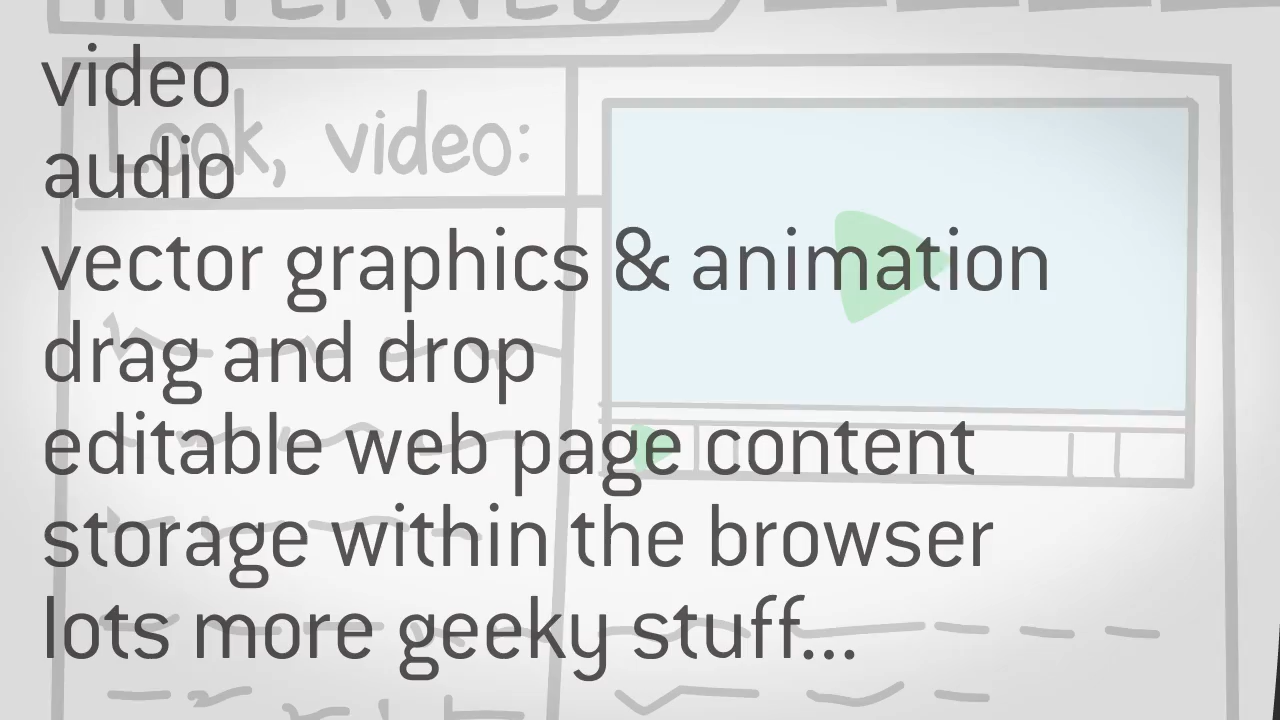 INTERWEB
video
Look, video:
audio
vector graphics & animation
drag and drop
editable web page content
storage within the browser
lots more geeky stuff...